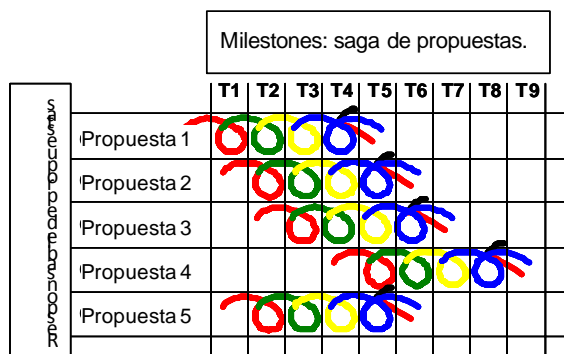 Milestones: saga de propuestas.
T1 T2 T3 T4 T5 T6 T7 T8 T9
Propuesta 1
Propuesta 2
Propuesta 3
Propuesta 4
Propuesta 5